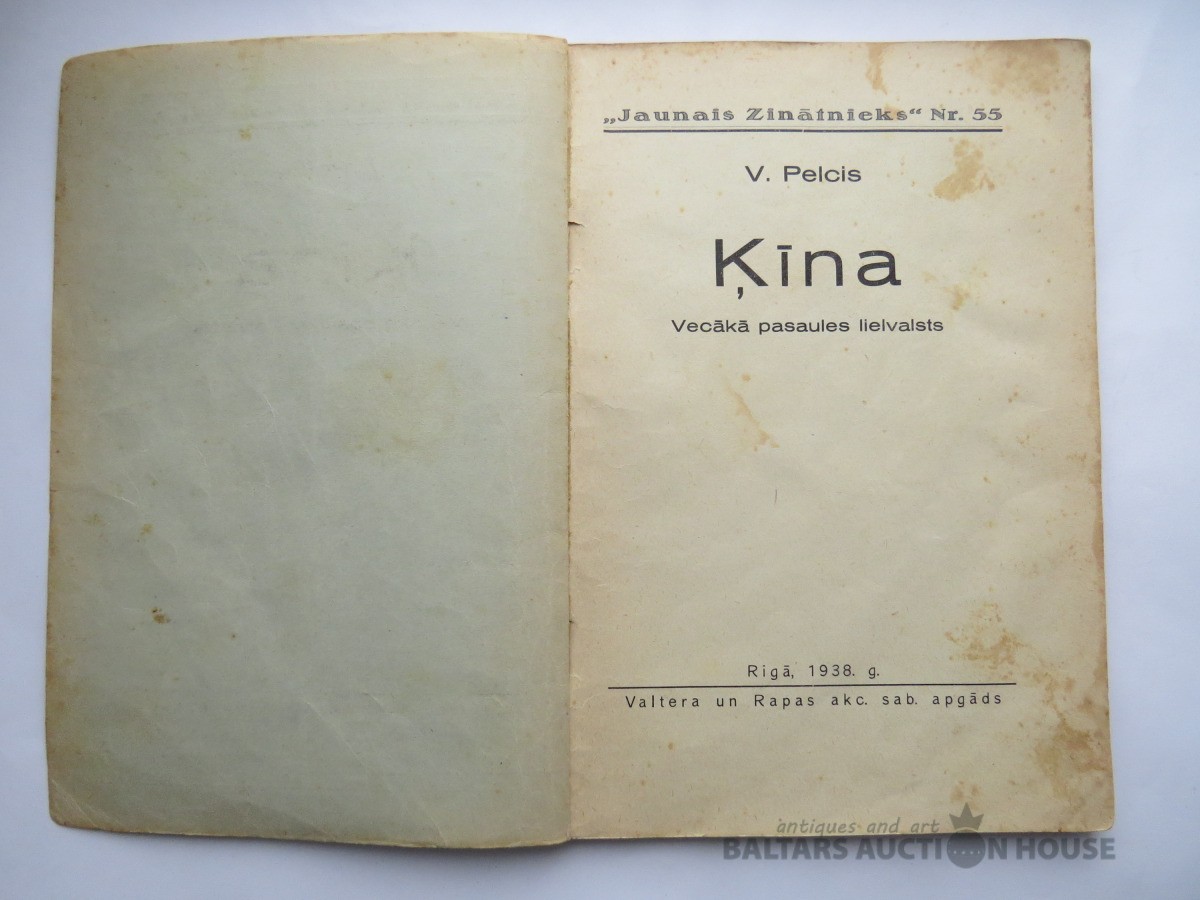 „Jaunais Zinātnieks“ Nr. 55
V. Pelcis
Ķīna
Vecākā pasaules lielvalsts
Rīgā, 1938. g.
Valtera un Rapas akc. sab. apgāds
antiques and art
BALTARS AUCTION HOUSE